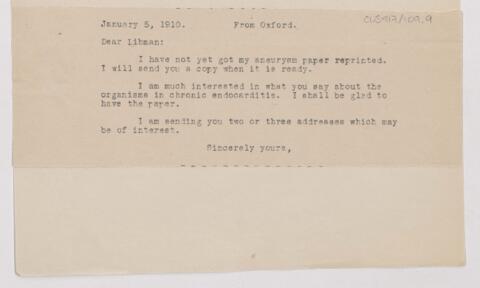 January 5, 1910. From Oxford.
Dear Libman:
I have not yet got my aneurysm paper reprinted.
I will send you a copy when it is ready.
I am much interested in what you say about the
organisms in chronic endocarditis. I shall be glad to
have the paper.
I am sending you two or three addresses which may
be of interest.
Sincerely yours,